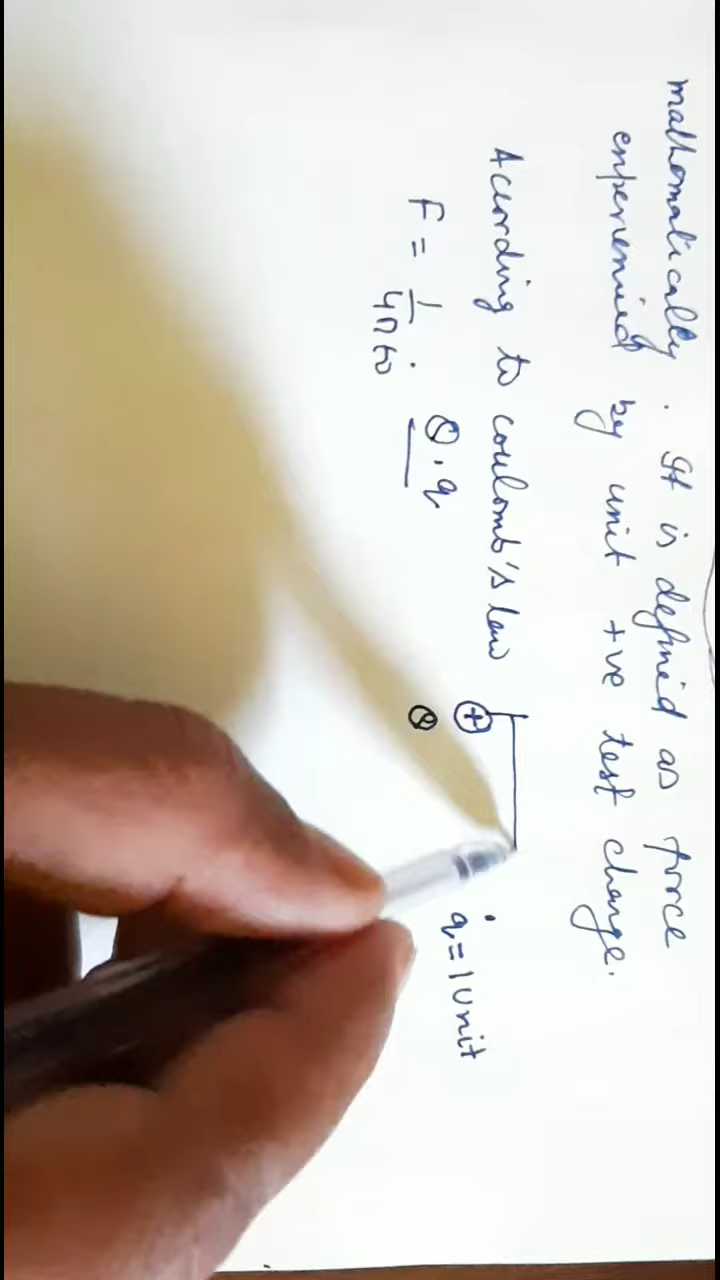 mathematically. It is defined as force
experienced by unit +ve test charge.
According to coulomb's law
F = 1/4πε0 · Q·q
+
Q
q = 1 unit